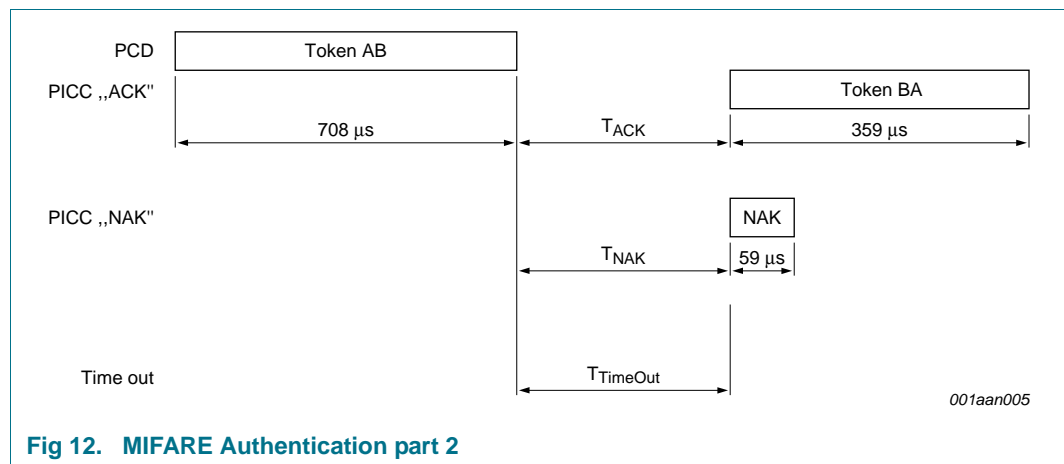 PCD
Token AB
PICC ,,ACK"
Token BA
708 μs
TACK
359 μs
PICC ,,NAK"
NAK
TNAK
59 μs
Time out
TTimeOut
001aan005
Fig 12. MIFARE Authentication part 2